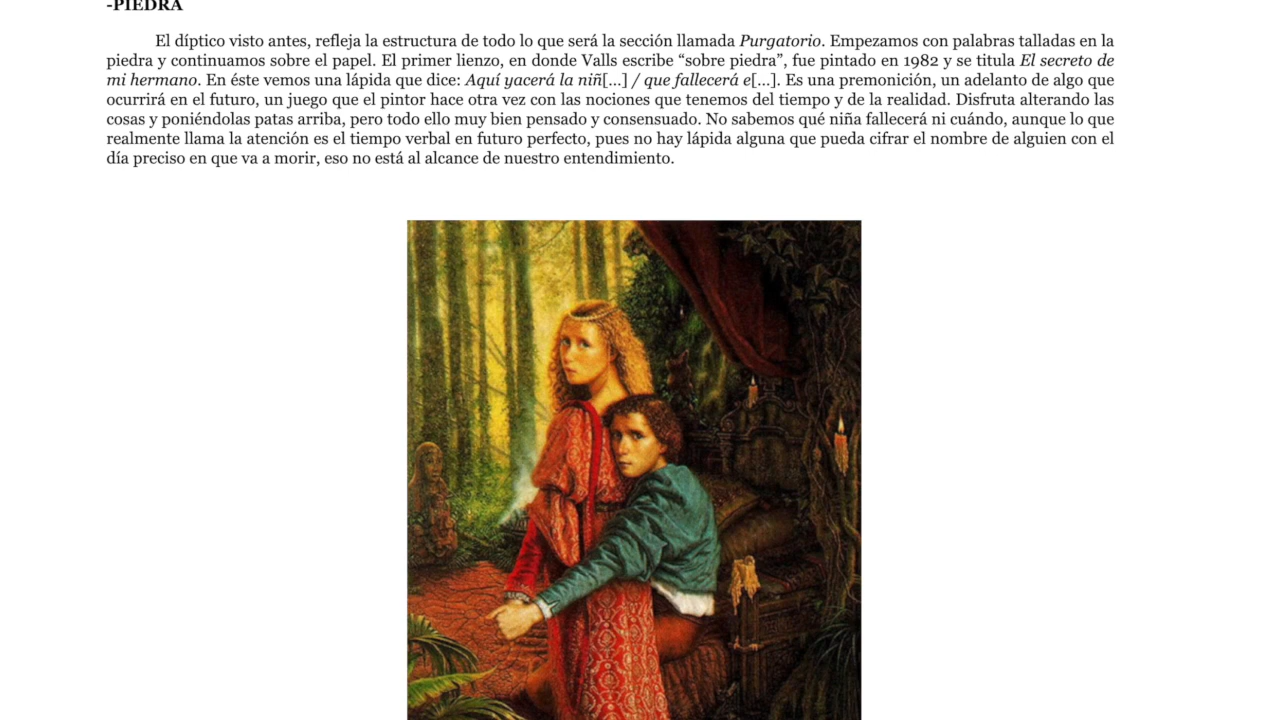 -PIEDRA
El díptico visto antes, refleja la estructura de todo lo que será la sección llamada Purgatorio. Empezamos con palabras talladas en la
piedra y continuamos sobre el papel. El primer lienzo, en donde Valls escribe “sobre piedra”, fue pintado en 1982 y se titula El secreto de
mi hermano. En éste vemos una lápida que dice: Aquí yacerá la niñ[...] / que fallecerá e[...]. Es una premonición, un adelanto de algo que
ocurrirá en el futuro, un juego que el pintor hace otra vez con las nociones que tenemos del tiempo y de la realidad. Disfruta alterando las
cosas y poniéndolas patas arriba, pero todo ello muy bien pensado y consensuado. No sabemos qué niña fallecerá ni cuándo, aunque lo que
realmente llama la atención es el tiempo verbal en futuro perfecto, pues no hay lápida alguna que pueda cifrar el nombre de alguien con el
día preciso en que va a morir, eso no está al alcance de nuestro entendimiento.